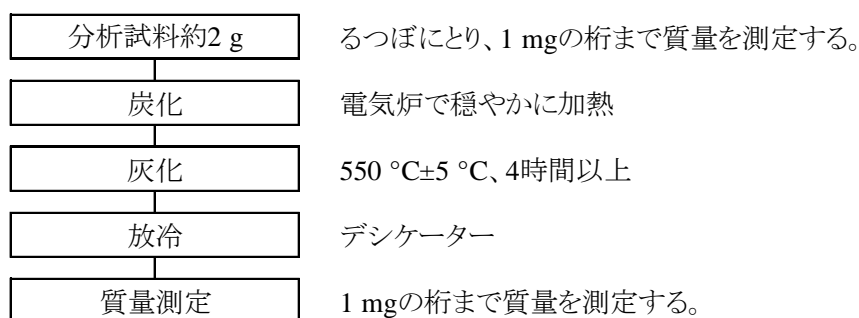 分析試料約2 g るつぼにとり、1 mgの桁まで質量を測定する。
炭化 電気炉で穏やかに加熱
灰化 550 °C±5 °C、4時間以上
放冷 デシケーター
質量測定 1 mgの桁まで質量を測定する。